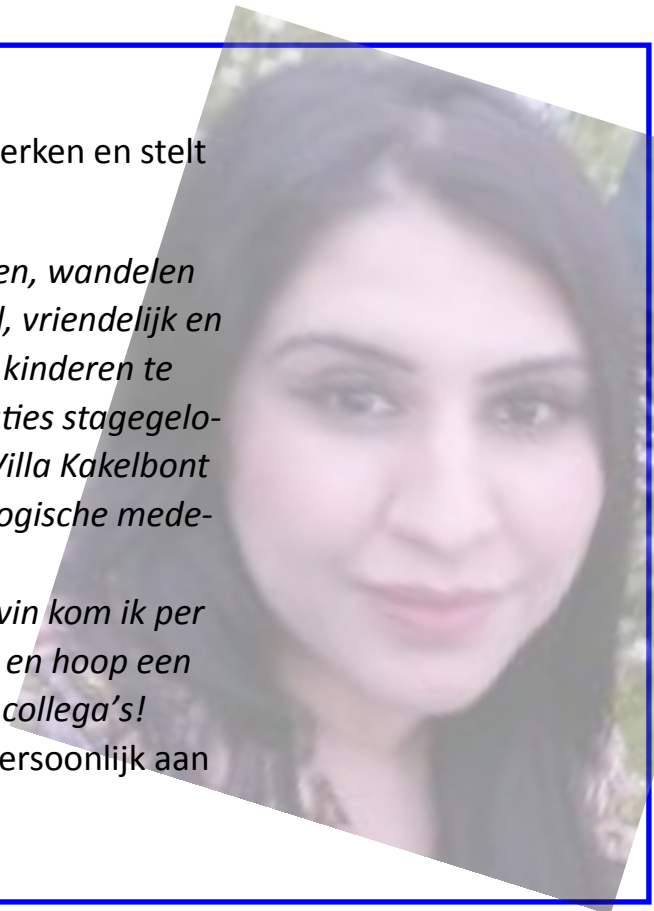 erken en stelt
en, wandelen
, vriendelijk en
kinderen te
ties stagegelo-
Villa Kakelbont
ogische mede-
vin kom ik per
en hoop een
collega's!
ersoonlijk aan